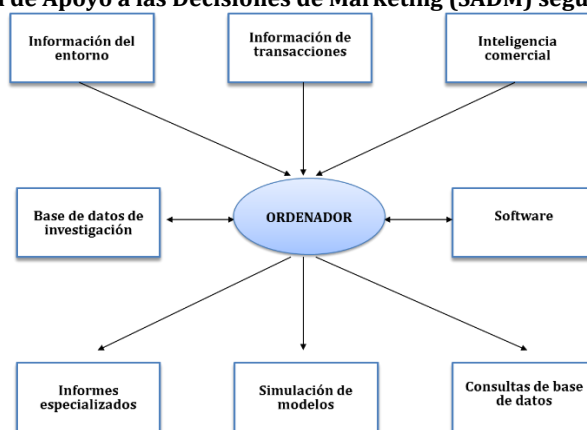 de Apoyo a las Decisiones de Marketing (SADM) segú
Información del
entorno
Información de
transacciones
Inteligencia
comercial
Base de datos de
investigación
ORDENADOR
Software
Informes
especializados
Simulación de
modelos
Consultas de base
de datos